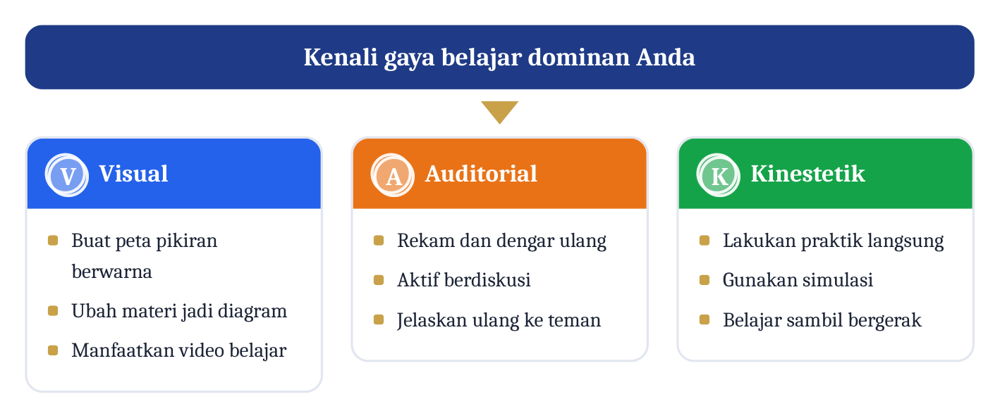 Kenali gaya belajar dominan Anda
V Visual
Buat peta pikiran
berwarna
Ubah materi jadi diagram
Manfaatkan video belajar
A Auditorial
Rekam dan dengar ulang
Aktif berdiskusi
Jelaskan ulang ke teman
K Kinestetik
Lakukan praktik langsung
Gunakan simulasi
Belajar sambil bergerak